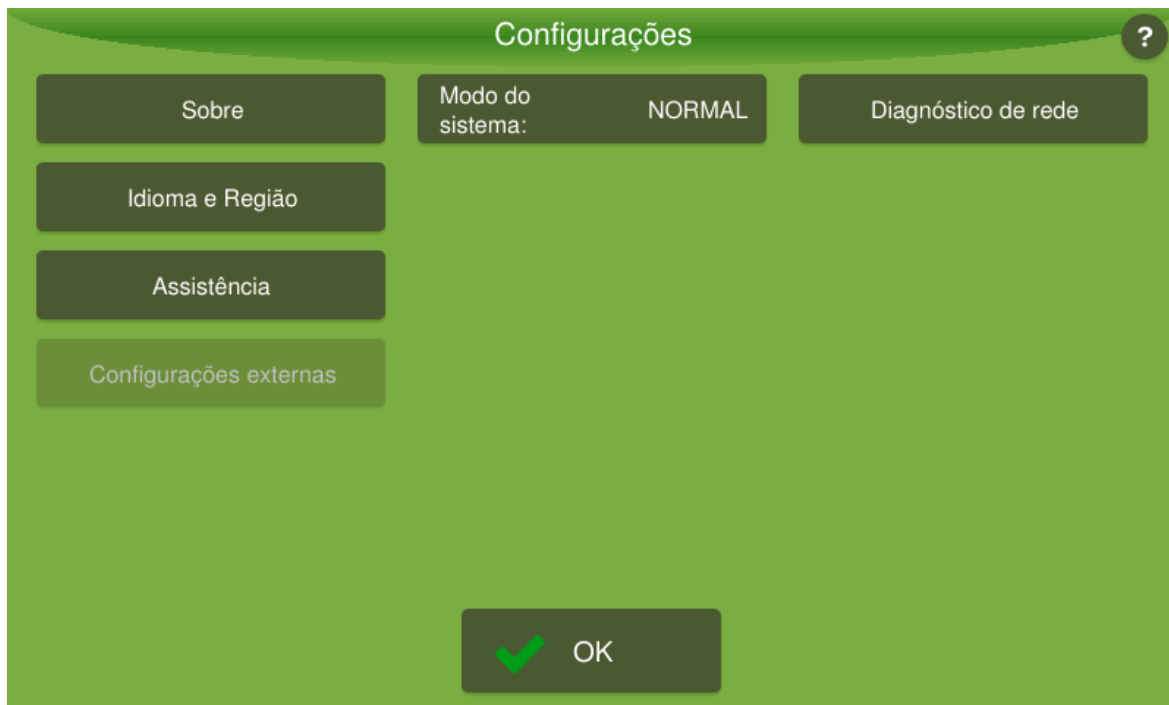 Configurações
?
Sobre
Modo do
sistema:
NORMAL
Diagnóstico de rede
Idioma e Região
Assistência
Configurações externas
OK